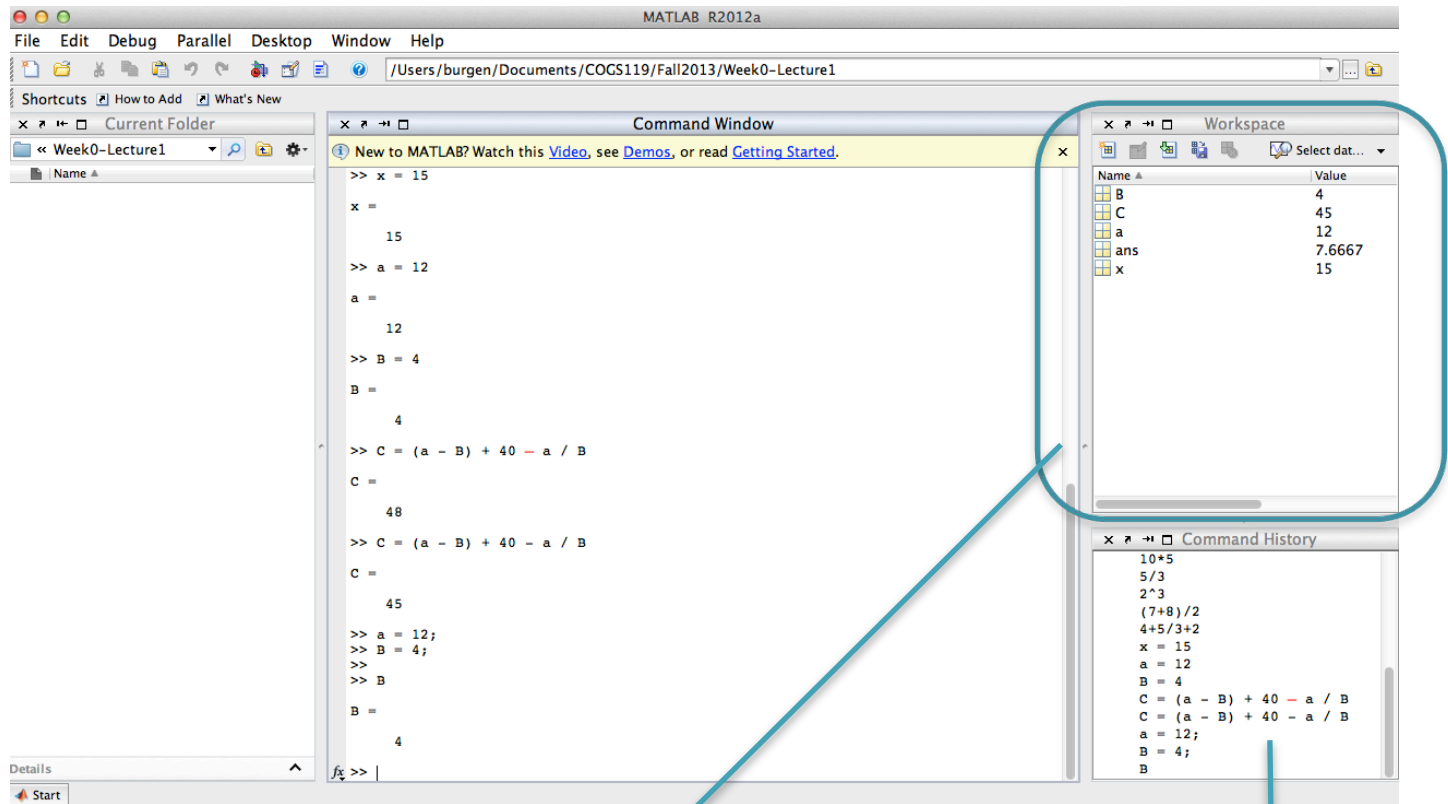 MATLAB R2012a
File Edit Debug Parallel Desktop Window Help
/Users/burgen/Documents/COGS119/Fall2013/Week0-Lecture1
Shortcuts How to Add What's New
Current Folder
« Week0-Lecture1
Name
Details
Start
Command Window
New to MATLAB? Watch this Video, see Demos, or read Getting Started.
>> x = 15
x =
15
>> a = 12
a =
12
>> B = 4
B =
4
>> C = (a - B) + 40 — a / B
C =
48
>> C = (a - B) + 40 - a / B
C =
45
>> a = 12;
>> B = 4;
>>
>> B
B =
4
fx >>
Workspace
Select dat...
Name Value
B 4
C 45
a 12
ans 7.6667
x 15
Command History
10*5
5/3
2^3
(7+8)/2
4+5/3+2
x = 15
a = 12
B = 4
C = (a - B) + 40 — a / B
C = (a - B) + 40 - a / B
a = 12;
B = 4;
B